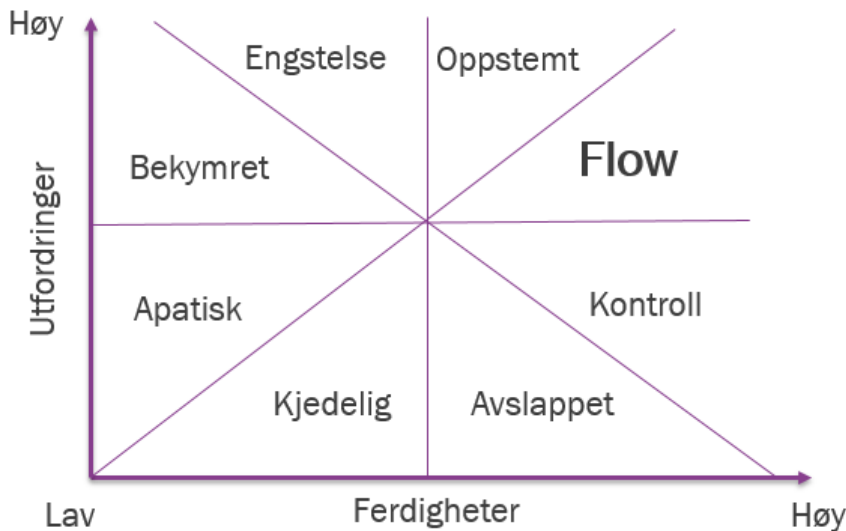 Høy
Engstelse
Oppstemt
Bekymret
Flow
Utfordringer
Apatisk
Kontroll
Kjedelig
Avslappet
Lav
Ferdigheter
Høy